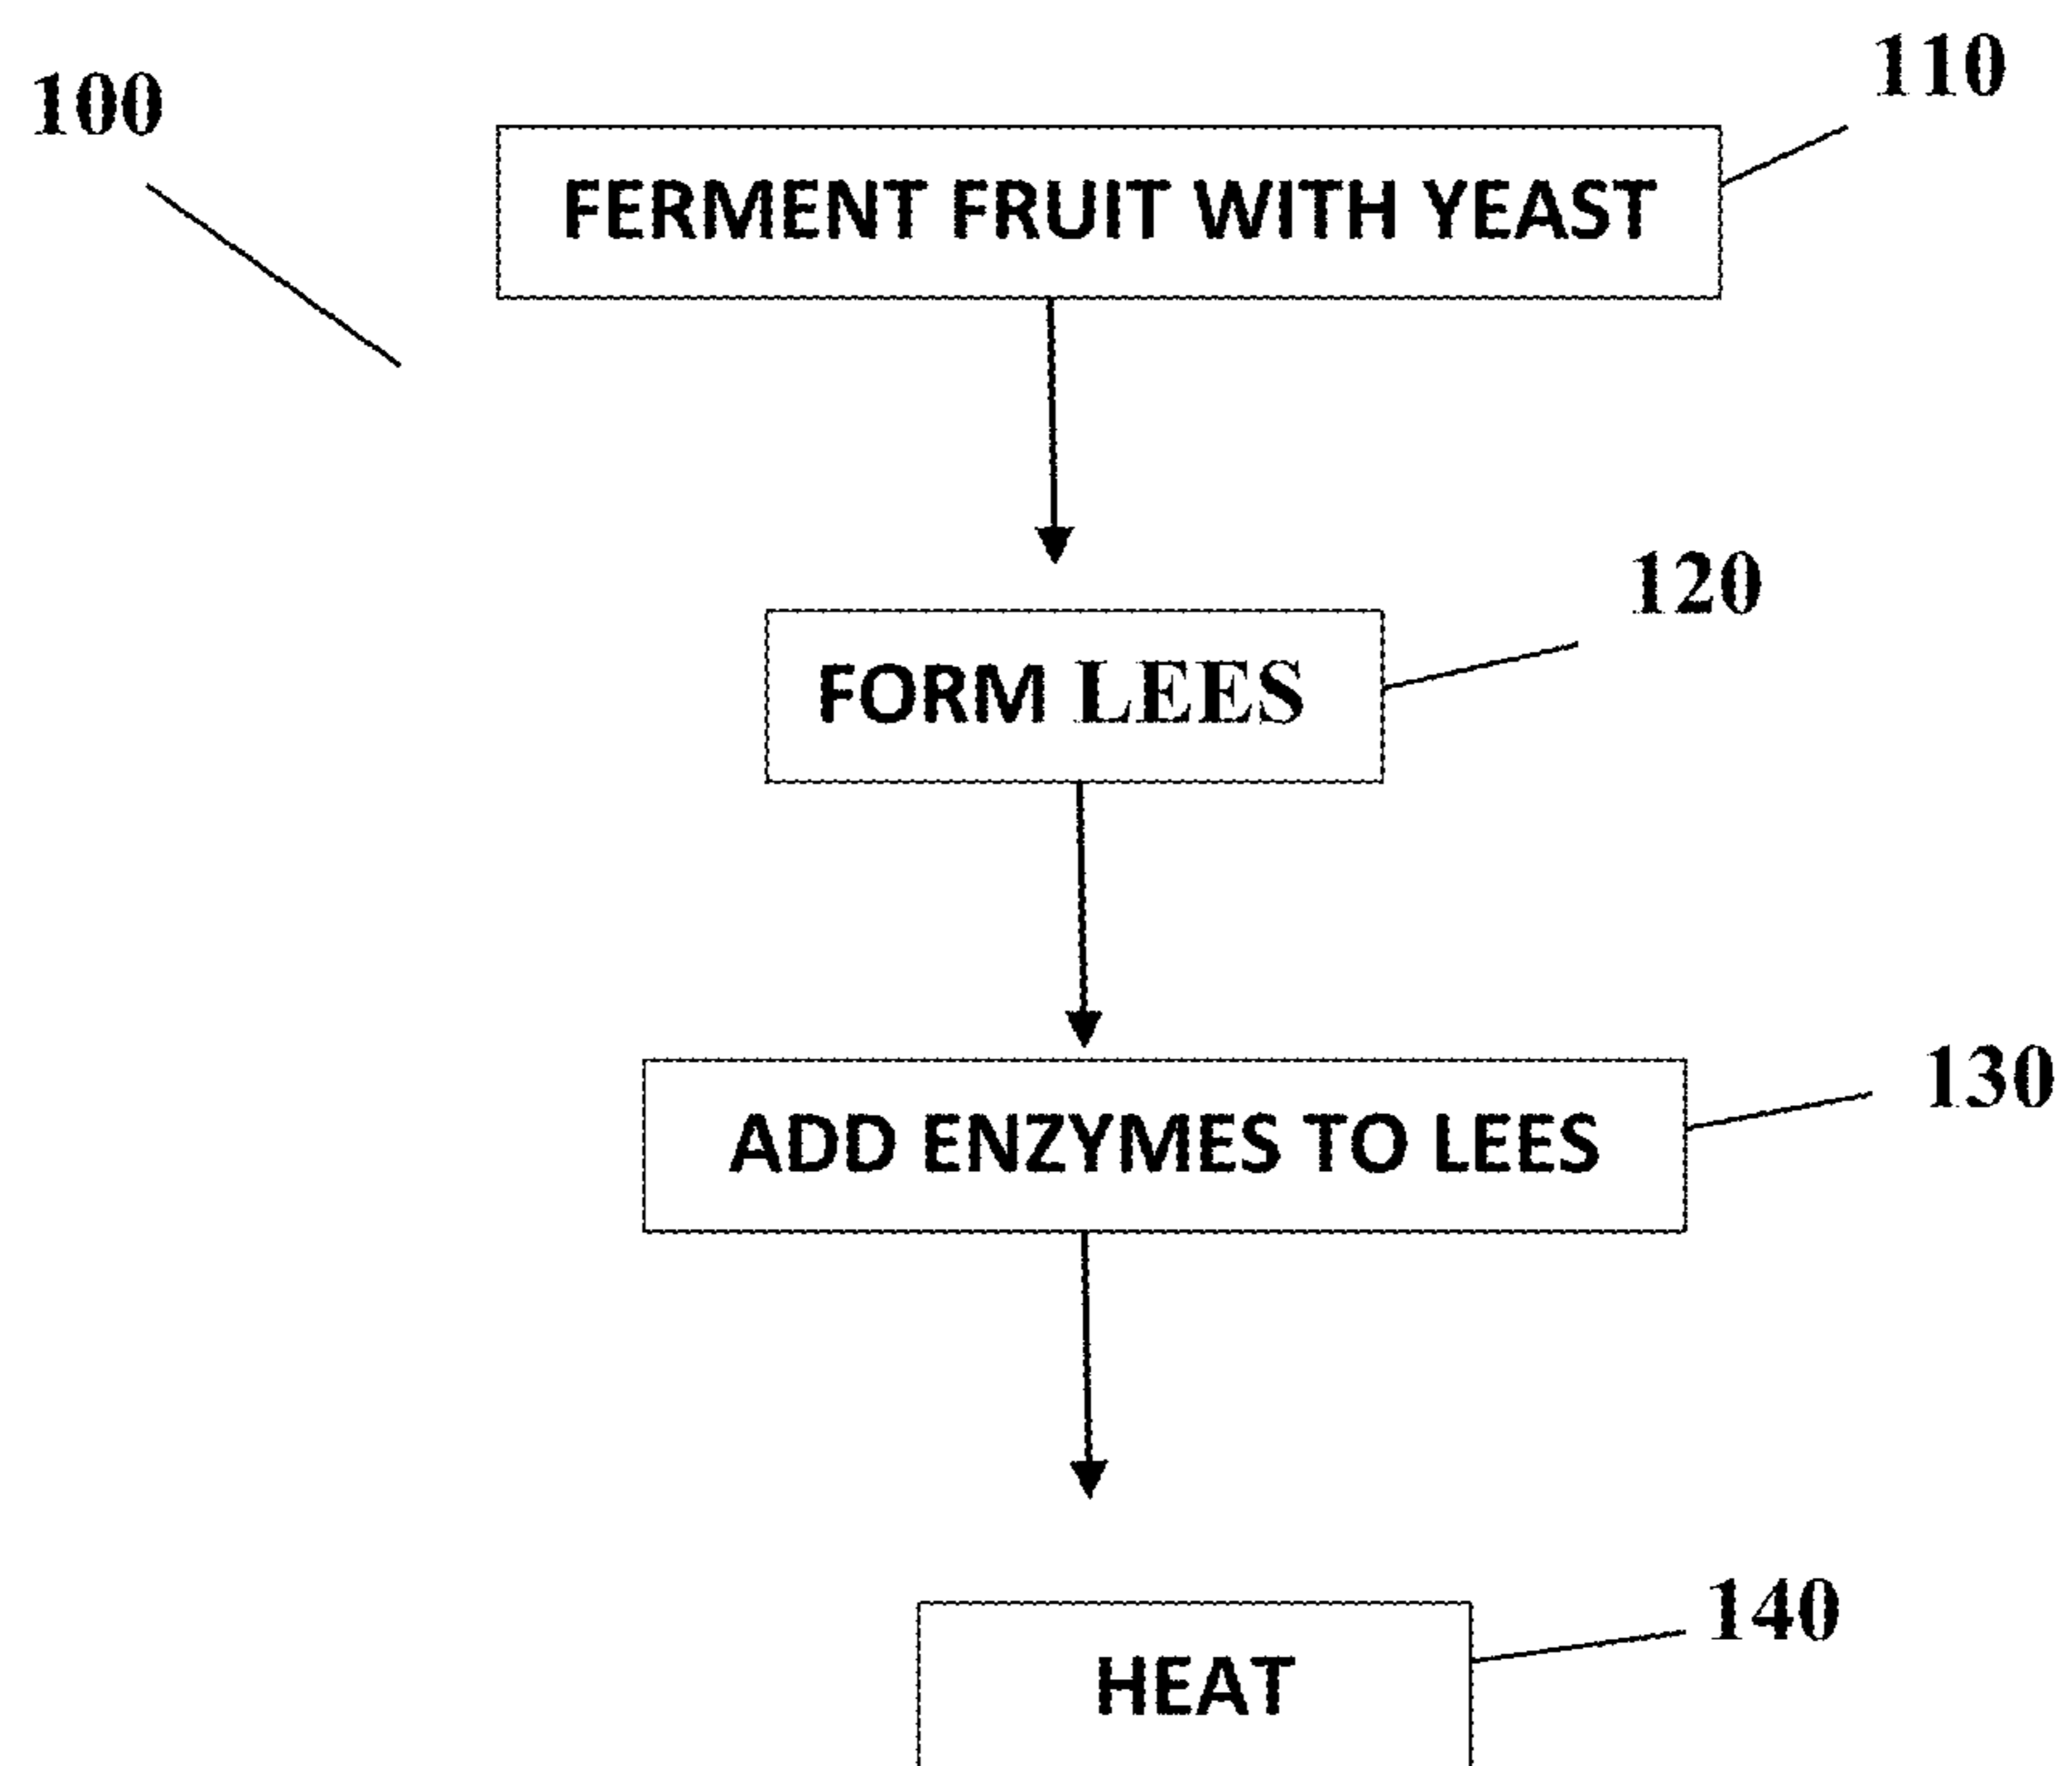 100
110
FERMENT FRUIT WITH YEAST
120
FORM LEES
130
ADD ENZYMES TO LEES
140
HEAT